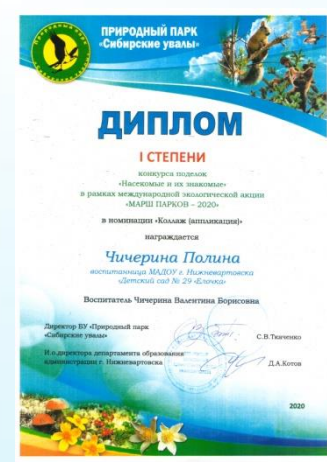 ПРИРОДНЫЙ ПАРК
«Сибирские увалы»
ДИПЛОМ
I СТЕПЕНИ
конкурса поделок
«Насекомые и их знакомые»
в рамках международной экологической акции
«МАРШ ПАРКОВ – 2020»
в номинации «Коллаж (аппликация)»
награждается
Чичерина Полина
воспитанница МАДОУ г. Нижневартовска
«Детский сад № 29 «Ёлочка»
Воспитатель Чичерина Валентина Борисовна
Директор БУ «Природный парк
«Сибирские увалы» С.В.Ткаченко
И.о.директора департамента образования
администрации г. Нижневартовска Д.А.Котов
2020